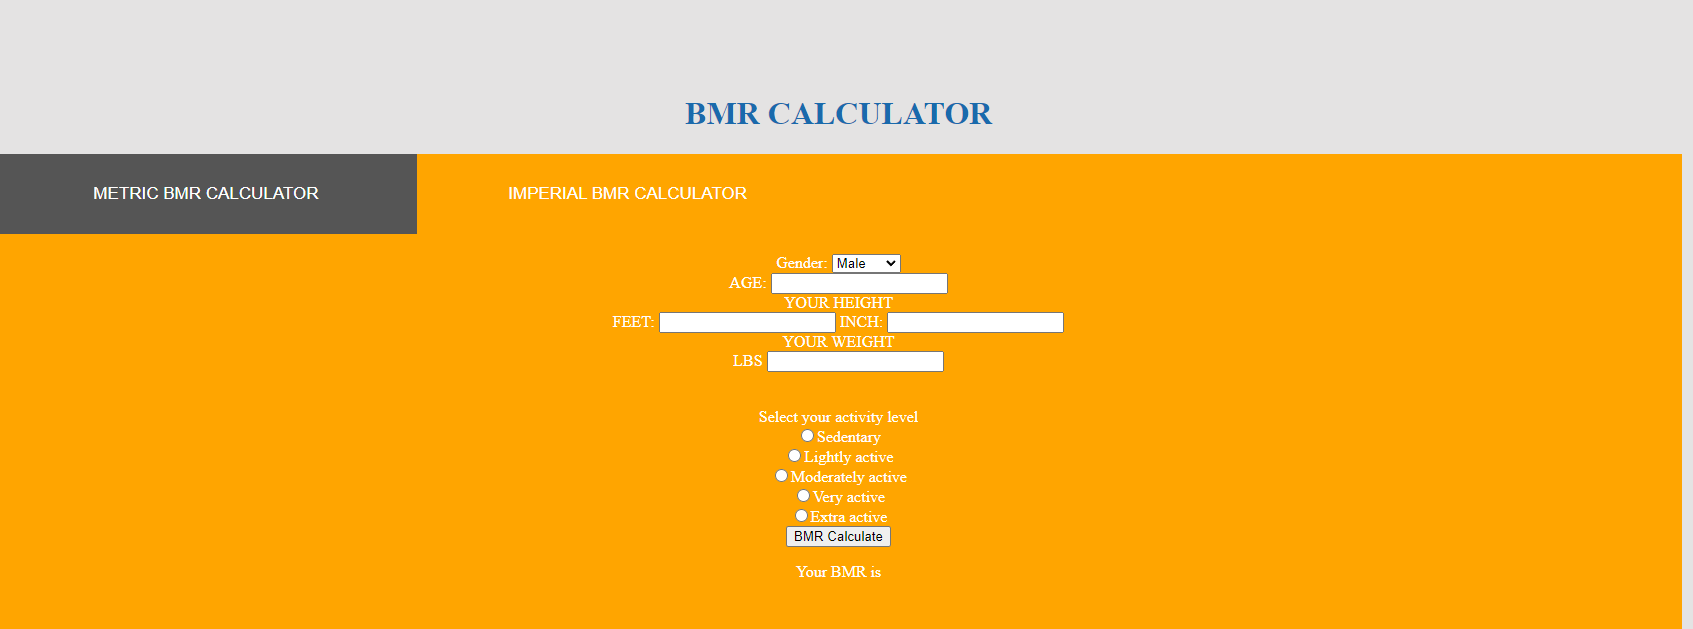 BMR CALCULATOR
METRIC BMR CALCULATOR IMPERIAL BMR CALCULATOR
Gender: Male
AGE:
YOUR HEIGHT
FEET: INCH:
YOUR WEIGHT
LBS
Select your activity level
Sedentary
Lightly active
Moderately active
Very active
Extra active
BMR Calculate
Your BMR is